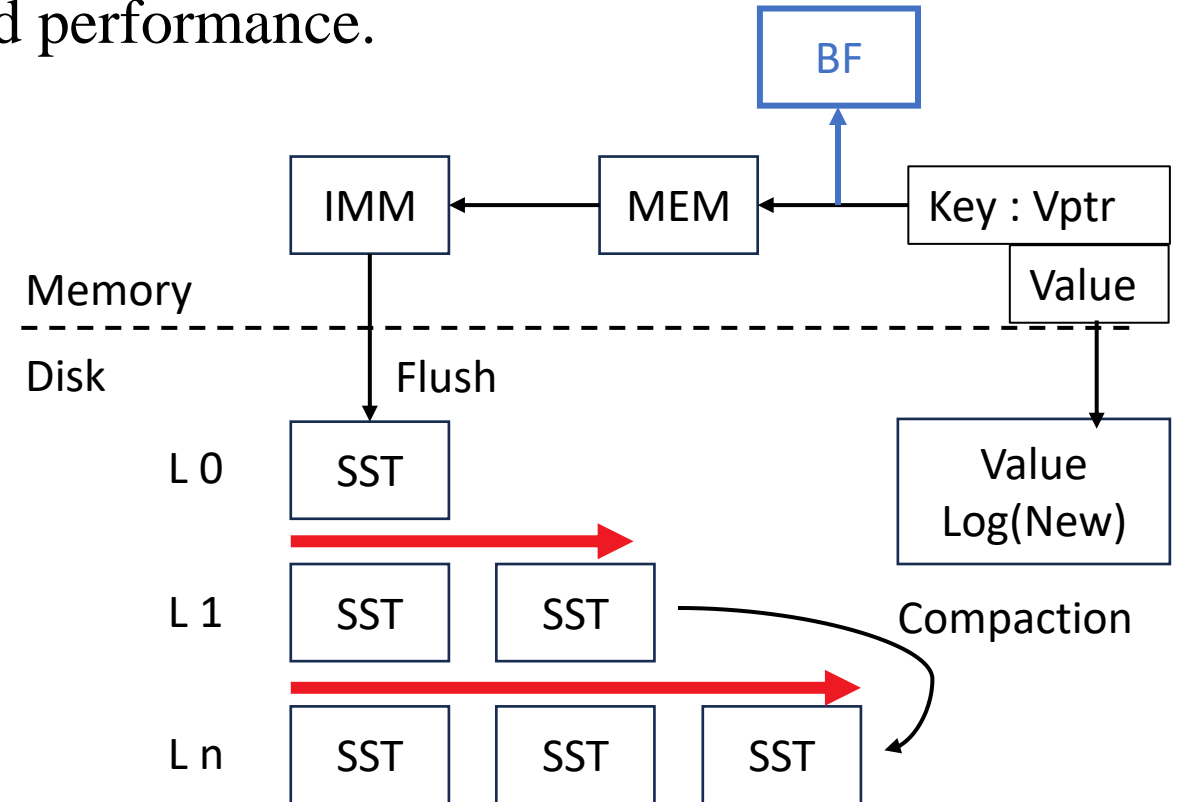 d performance.
BF
IMM
MEM
Key : Vptr
Value
Memory
Disk
Flush
L 0
SST
Value
Log(New)
L 1
SST
SST
Compaction
L n
SST
SST
SST